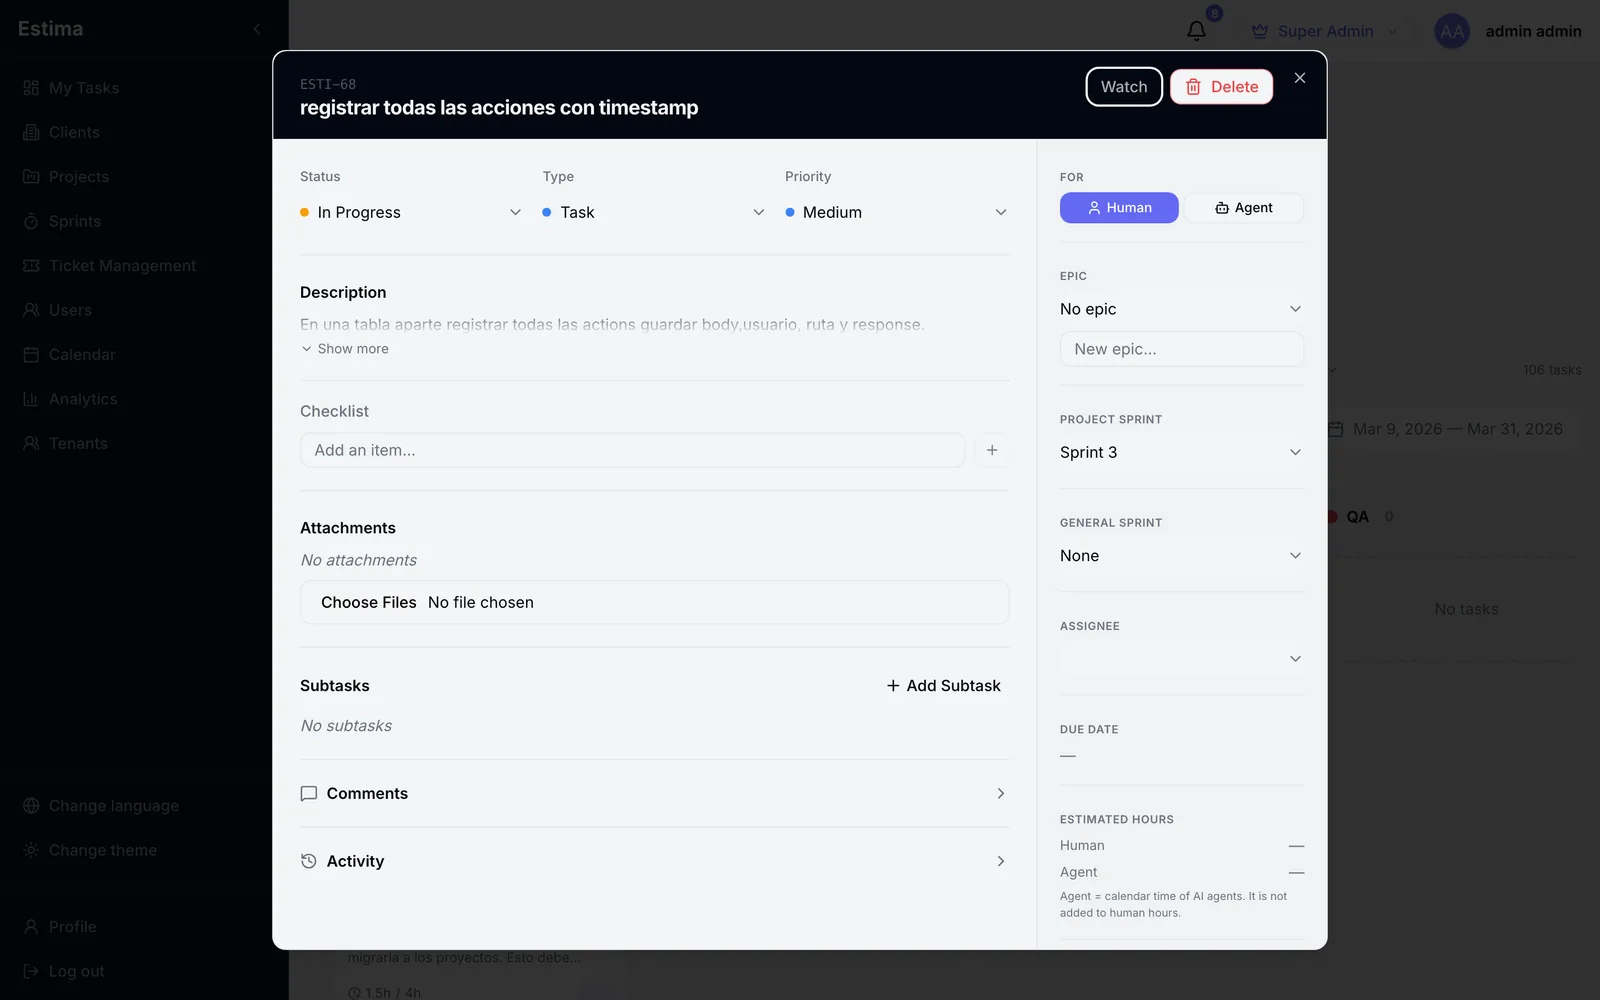 Estima
My Tasks
Clients
Projects
Sprints
Ticket Management
Users
Calendar
Analytics
Tenants
Change language
Change theme
Profile
Log out
8
Super Admin
AA
admin admin
ESTI-68
registrar todas las acciones con timestamp
Watch
Delete
Status
Type
Priority
In Progress
Task
Medium
Description
En una tabla aparte registrar todas las actions guardar body,usuario, ruta y response.
Show more
Checklist
Add an item...
Attachments
No attachments
Choose Files No file chosen
Subtasks
Add Subtask
No subtasks
Comments
Activity
FOR
Human
Agent
EPIC
No epic
New epic...
PROJECT SPRINT
Sprint 3
GENERAL SPRINT
None
ASSIGNEE
DUE DATE
—
ESTIMATED HOURS
Human —
Agent —
Agent = calendar time of AI agents. It is not
added to human hours.
106 tasks
Mar 9, 2026 — Mar 31, 2026
QA 0
No tasks
migrarla a los proyectos. Esto debe...
1.5h / 4h